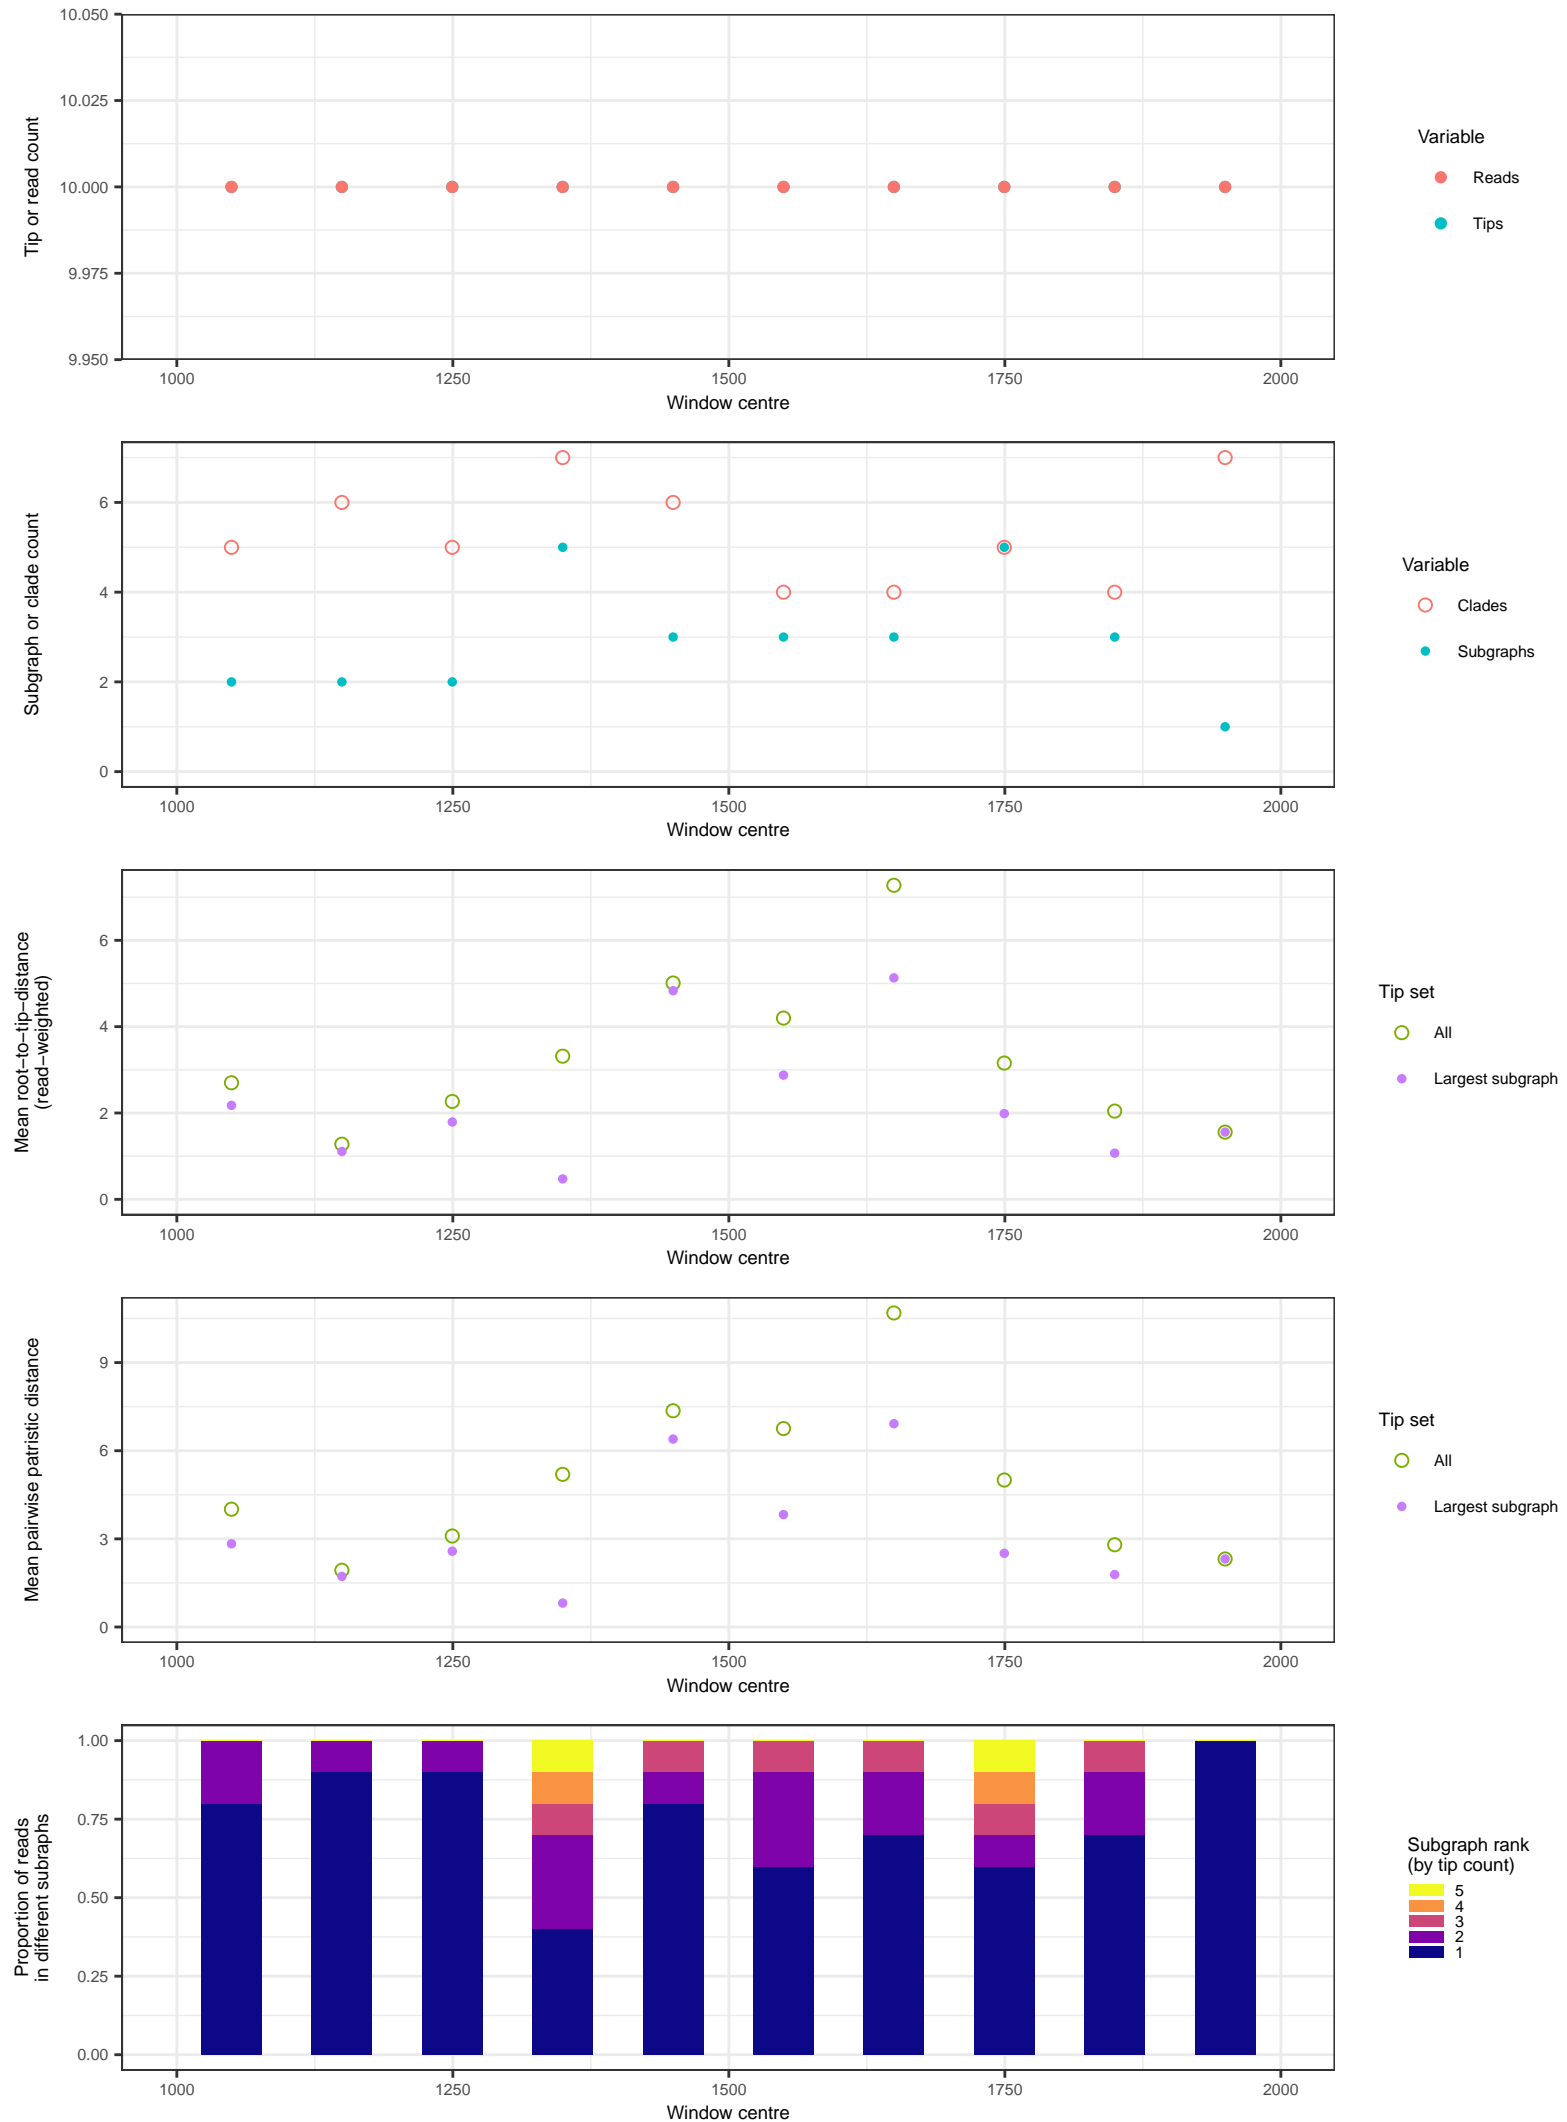 10.050
10.025
10.000
9.975
9.950
Tip or read count
1000 1250 1500 1750 2000
Window centre
Variable
Reads
Tips
6
4
2
0
Subgraph or clade count
1000 1250 1500 1750 2000
Window centre
Variable
Clades
Subgraphs
6
4
2
0
Mean root−to−tip−distance
(read−weighted)
1000 1250 1500 1750 2000
Window centre
Tip set
All
Largest subgraph
9
6
3
0
Mean pairwise patristic distance
1000 1250 1500 1750 2000
Window centre
Tip set
All
Largest subgraph
1.00
0.75
0.50
0.25
0.00
Proportion of reads
in different subraphs
1000 1250 1500 1750 2000
Window centre
Subgraph rank
(by tip count)
5
4
3
2
1